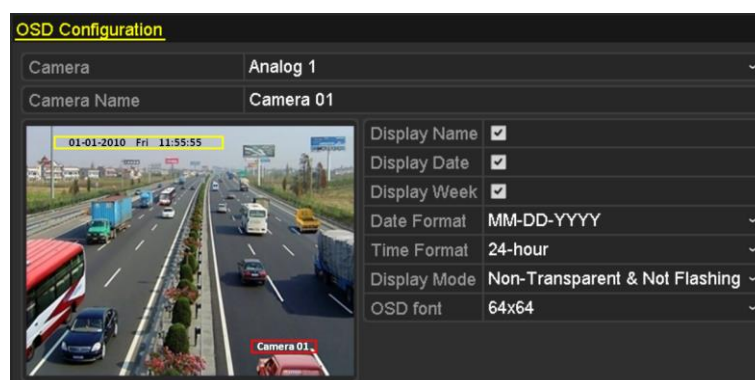 OSD Configuration
Camera Analog 1
Camera Name Camera 01
01-01-2010 Fri 11:55:55
Camera 01
Display Name
Display Date
Display Week
Date Format MM-DD-YYYY
Time Format 24-hour
Display Mode Non-Transparent & Not Flashing
OSD font 64x64